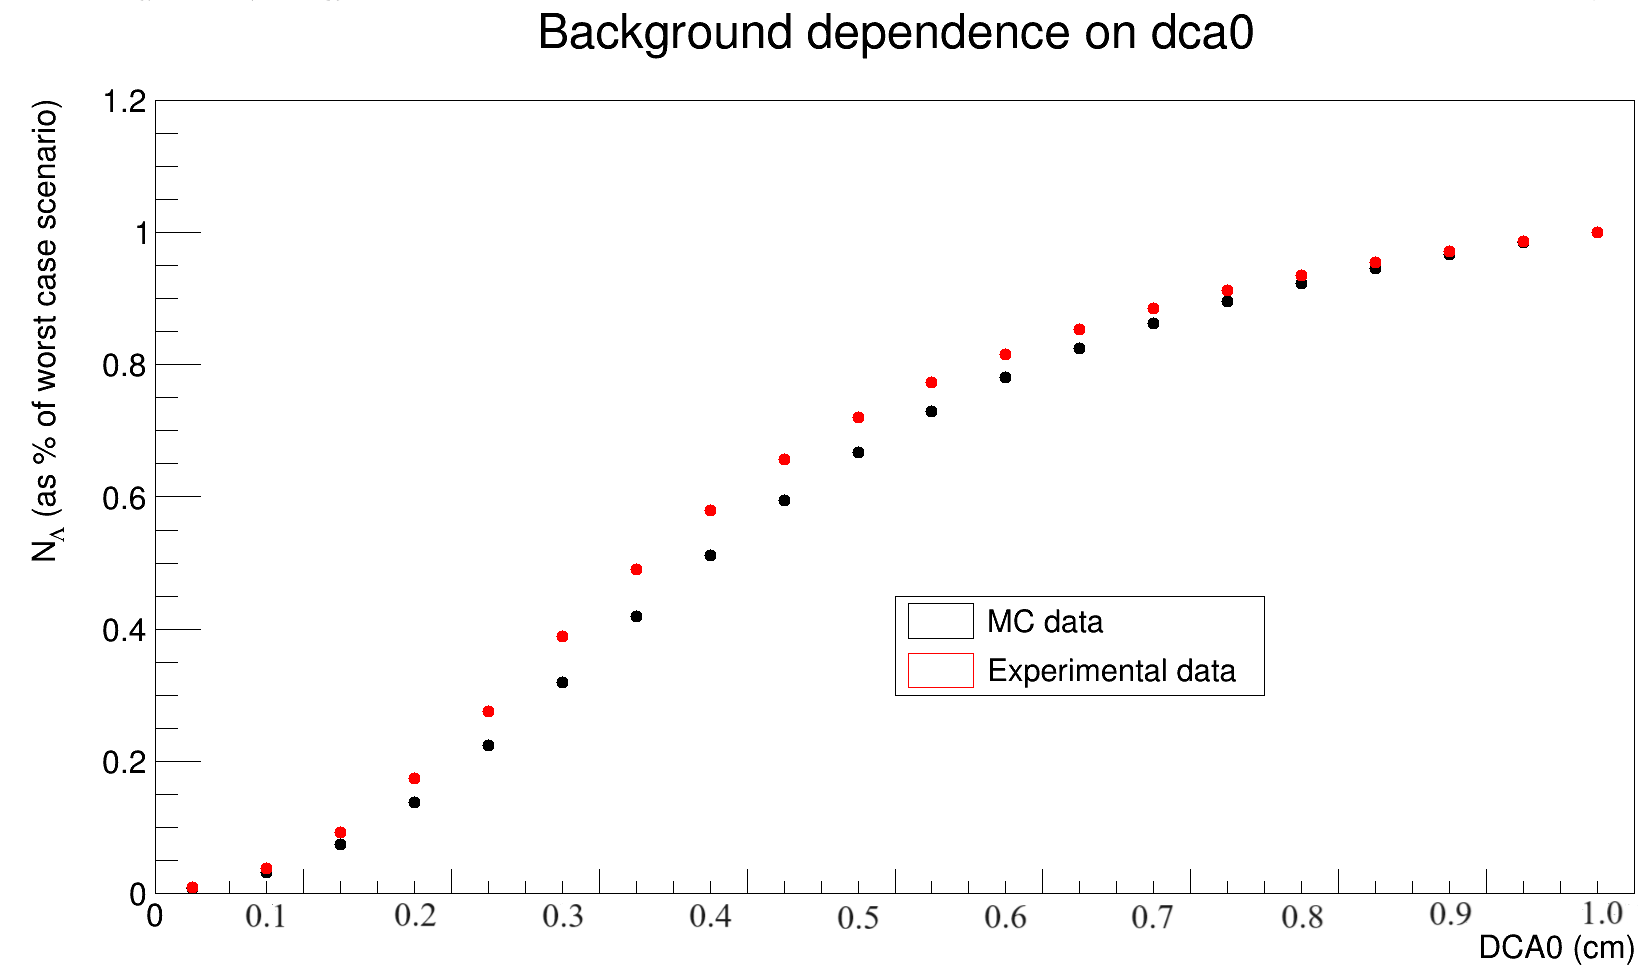 Background dependence on dca0
N_Λ (as % of worst case scenario)
1.2
1
0.8
0.6
0.4
0.2
0
MC data
Experimental data
0 0.1 0.2 0.3 0.4 0.5 0.6 0.7 0.8 0.9 1.0
DCA0 (cm)